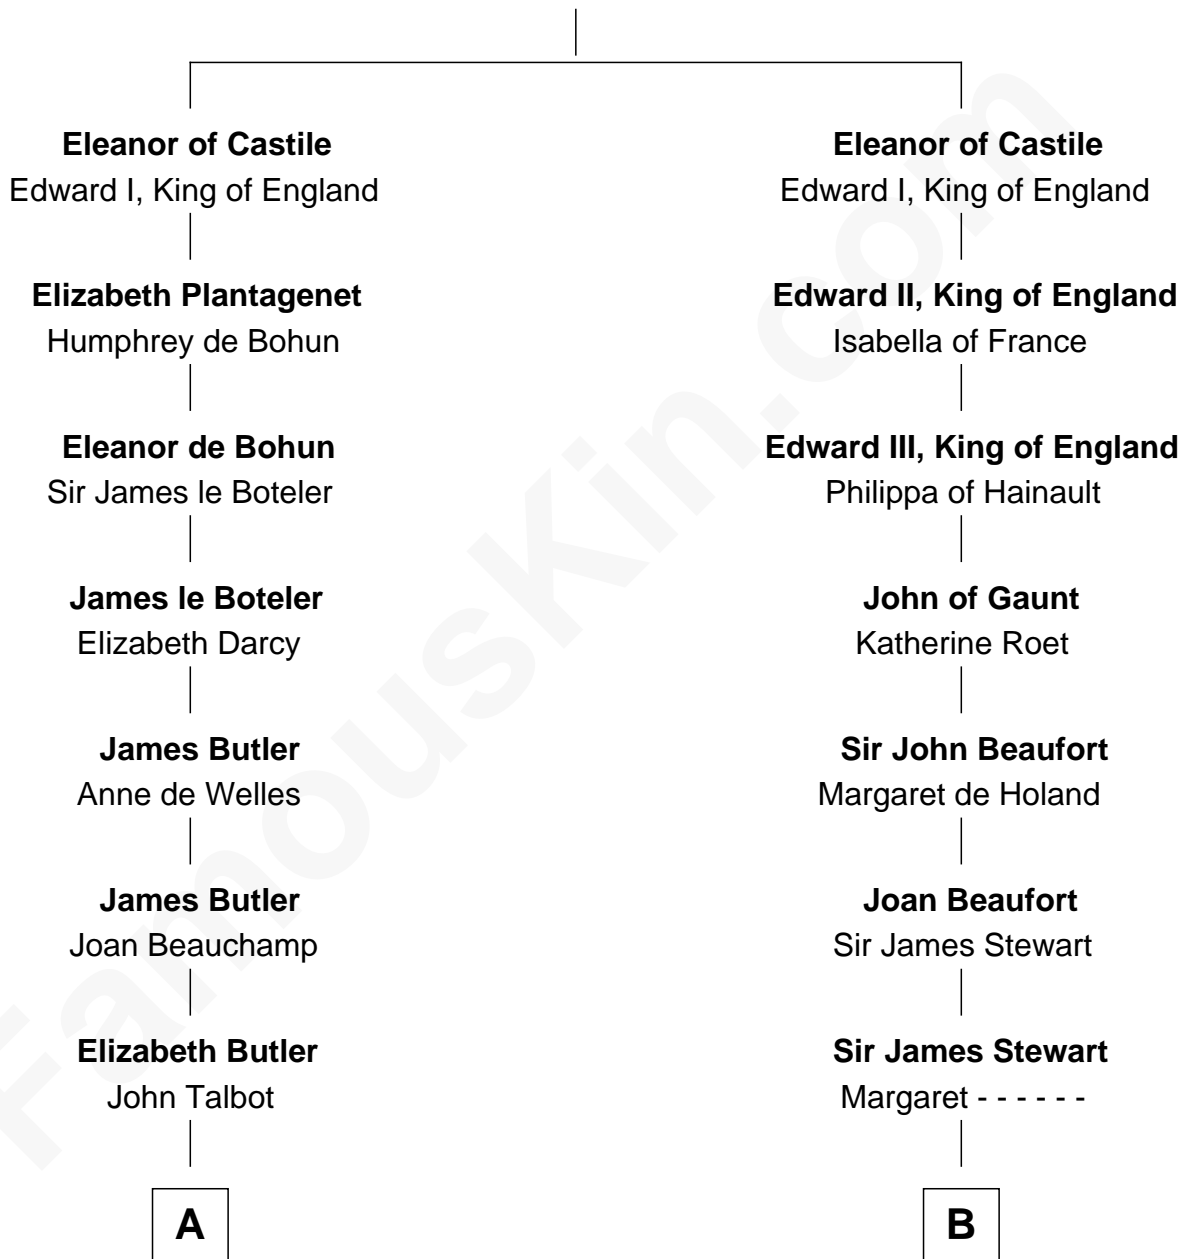 Eleanor of Castile
Edward I, King of England
Elizabeth Plantagenet
Humphrey de Bohun
Eleanor de Bohun
Sir James le Boteler
James le Boteler
Elizabeth Darcy
James Butler
Anne de Welles
James Butler
Joan Beauchamp
Elizabeth Butler
John Talbot
A
Eleanor of Castile
Edward I, King of England
Edward II, King of England
Isabella of France
Edward III, King of England
Philippa of Hainault
John of Gaunt
Katherine Roet
Sir John Beaufort
Margaret de Holand
Joan Beaufort
Sir James Stewart
Sir James Stewart
Margaret - - - - - -
B
FamousKin.com